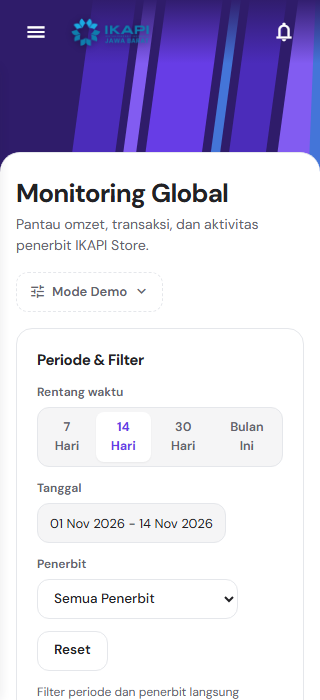 IKAPI
JAWA BARAT
Monitoring Global
Pantau omzet, transaksi, dan aktivitas
penerbit IKAPI Store.
Mode Demo
Periode & Filter
Rentang waktu
7 Hari
14 Hari
30 Hari
Bulan Ini
Tanggal
01 Nov 2026 - 14 Nov 2026
Penerbit
Semua Penerbit
Reset
Filter periode dan penerbit langsung